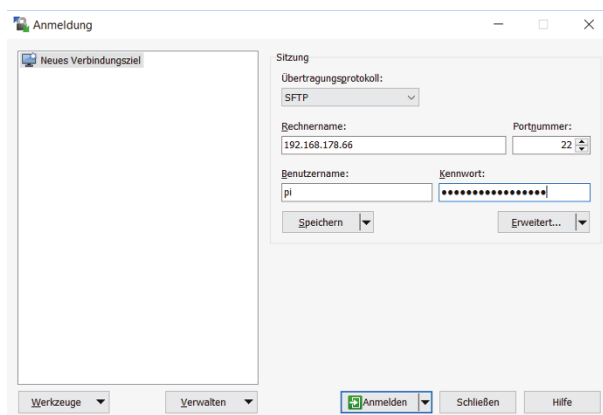 Anmeldung
Neues Verbindungsziel
Sitzung
Übertragungsprotokoll:
SFTP
Rechnername:
Portnummer:
192.168.178.66
22
Benutzername:
Kennwort:
pi
●●●●●●●●●●●●●●●●●
Speichern
Erweitert...
Werkzeuge
Verwalten
Anmelden
Schließen
Hilfe